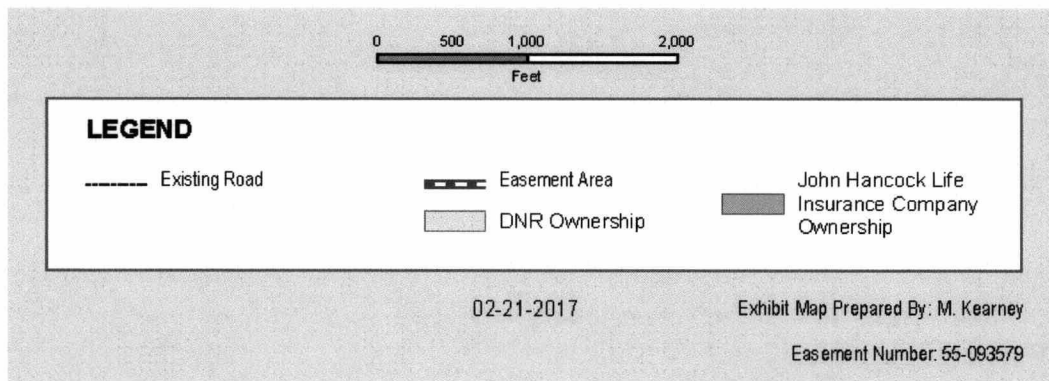 0 500 1,000 2,000
Feet
LEGEND
Existing Road
Easement Area
DNR Ownership
John Hancock Life
Insurance Company
Ownership
02-21-2017
Exhibit Map Prepared By: M. Kearney
Easement Number: 55-093579